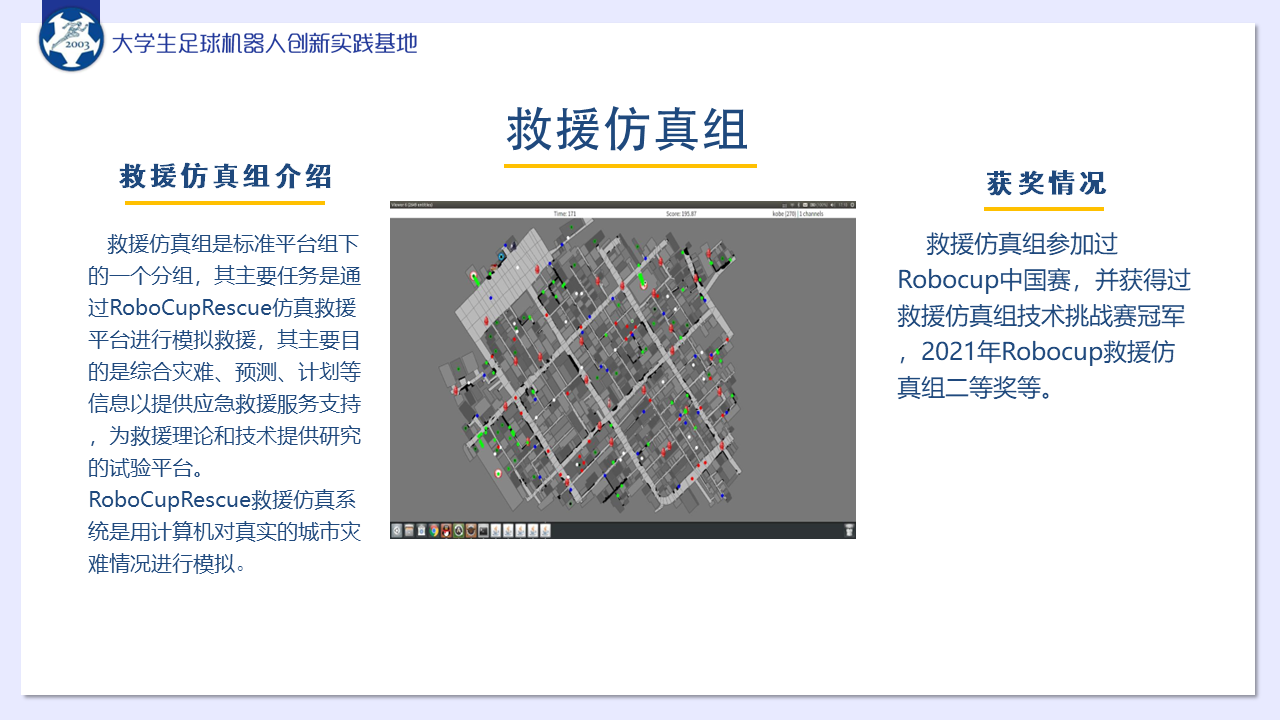 2003
大学生足球机器人创新实践基地
救援仿真组
救援仿真组介绍
救援仿真组是标准平台组下
的一个分组，其主要任务是通
过RoboCupRescue仿真救援
平台进行模拟救援，其主要目
的是综合灾难、预测、计划等
信息以提供应急救援服务支持
，为救援理论和技术提供研究
的试验平台。
RoboCupRescue救援仿真系
统是用计算机对真实的城市灾
难情况进行模拟。
Time: 171
Score: 195.87
kobe (270) | 1 channels
获奖情况
救援仿真组参加过
Robocup中国赛，并获得过
救援仿真组技术挑战赛冠军
，2021年Robocup救援仿
真组二等奖等。